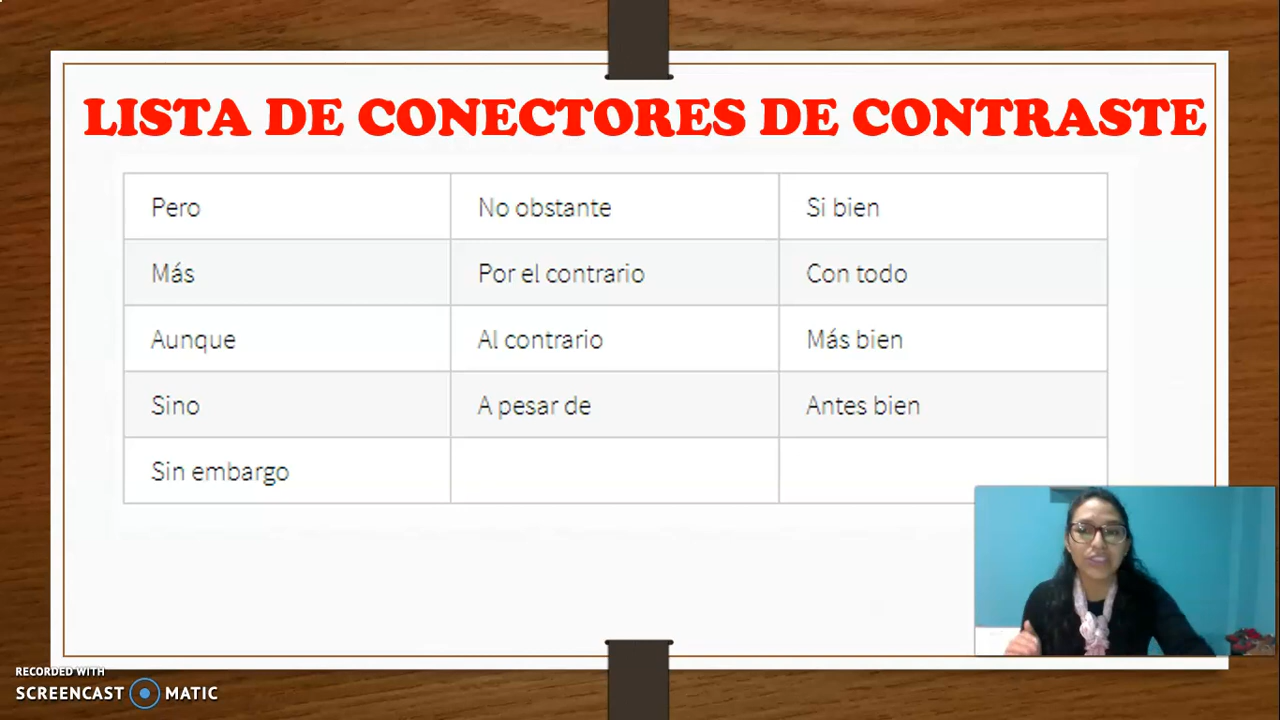 LISTA DE CONECTORES DE CONTRASTE
Pero No obstante Si bien
Más Por el contrario Con todo
Aunque Al contrario Más bien
Sino A pesar de Antes bien
Sin embargo
RECORDED WITH
SCREENCAST MATIC